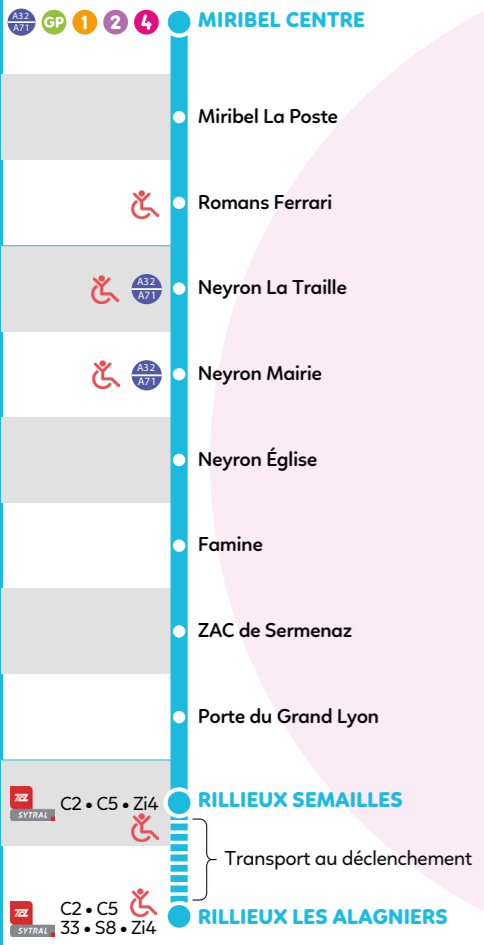 A32 A71 GP 1 2 4 MIRIBEL CENTRE
Miribel La Poste
Romans Ferrari
A32 A71 Neyron La Traille
A32 A71 Neyron Mairie
Neyron Église
Famine
ZAC de Sermenaz
Porte du Grand Lyon
TCL SYTRAL C2 • C5 • Zi4 RILLIEUX SEMAILLES
Transport au déclenchement
TCL SYTRAL C2 • C5
33 • S8 • Zi4 RILLIEUX LES ALAGNIERS